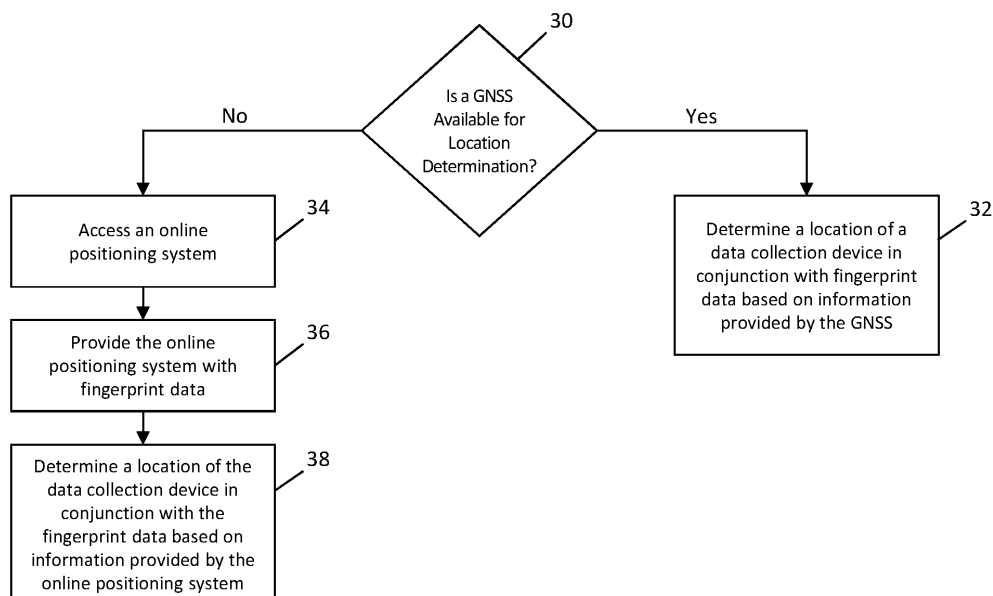 30
Is a GNSS
Available for
Location
Determination?
No
Yes
34
Access an online
positioning system
32
Determine a location of a
data collection device in
conjunction with fingerprint
data based on information
provided by the GNSS
36
Provide the online
positioning system with
fingerprint data
38
Determine a location of the
data collection device in
conjunction with the
fingerprint data based on
information provided by the
online positioning system